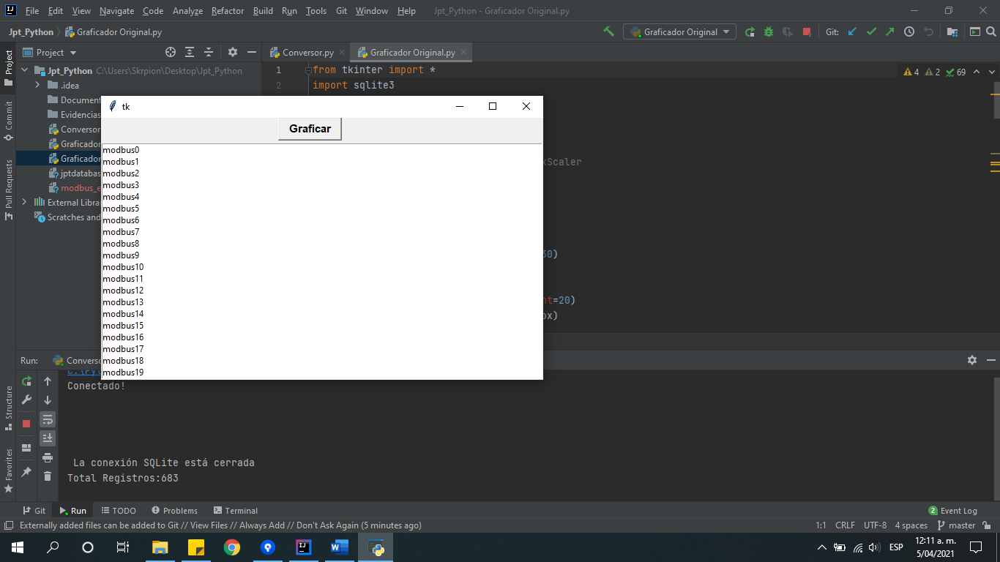 File Edit View Navigate Code Analyze Refactor Build Run Tools Git Window Help Jpt_Python - Graficador Original.py
Jpt_Python Graficador Original.py Graficador Original Git:
Project Conversor.py Graficador Original.py
Project
Commit
Pull Requests
Structure
Favorites
Jpt_Python C:\Users\Skrpion\Desktop\Jpt_Python
.idea
Document
Evidencias
Conversor
Graficador
Graficador
jptdatabas
modbus_e
External Libra
Scratches and
1 from tkinter import *
2 import sqlite3
4 2 69
xScaler
50)
nt=20)
ox)
tk
Graficar
modbus0
modbus1
modbus2
modbus3
modbus4
modbus5
modbus6
modbus7
modbus8
modbus9
modbus10
modbus11
modbus12
modbus13
modbus14
modbus15
modbus16
modbus17
modbus18
modbus19
Run: Converso
Conectado!
La conexión SQLite está cerrada
Total Registros:683
Git Run TODO Problems Terminal 2 Event Log
Externally added files can be added to Git // View Files // Always Add // Don't Ask Again (5 minutes ago) 1:1 CRLF UTF-8 4 spaces master
ESP
12:11 a. m.
5/04/2021